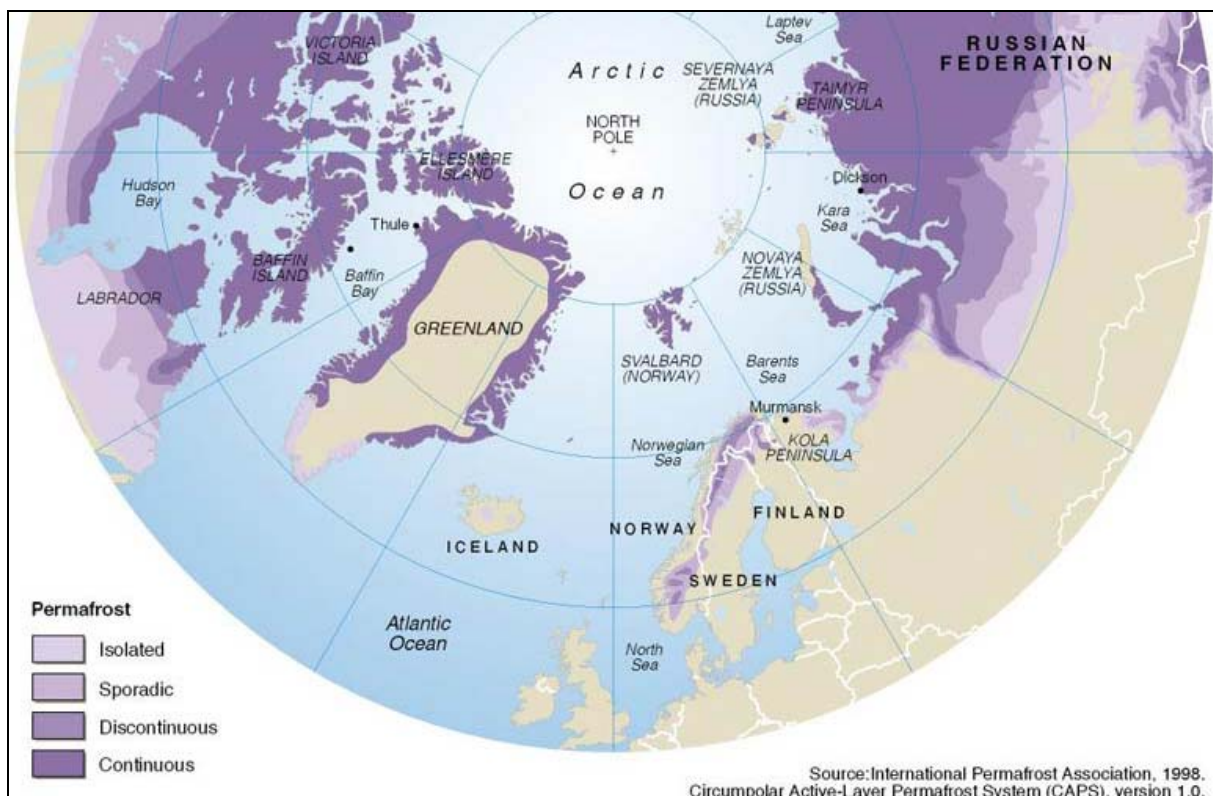 Laptev
Sea
RUSSIAN
FEDERATION
VICTORIA
ISLAND
Arctic
SEVERNAYA
ZEMLYA
(RUSSIA)
TAIMYR
PENINSULA
NORTH
POLE
ELLESMERE
ISLAND
Ocean
Hudson
Bay
Dickson
Kara
Sea
Thule
BAFFIN
ISLAND
Baffin
Bay
NOVAYA
ZEMLYA
(RUSSIA)
LABRADOR
GREENLAND
SVALBARD
(NORWAY)
Barents
Sea
Murmansk
Norwegian
Sea
KOLA
PENINSULA
NORWAY
FINLAND
ICELAND
SWEDEN
Atlantic
Ocean
North
Sea
Permafrost
Isolated
Sporadic
Discontinuous
Continuous
Source:International Permafrost Association, 1998.
Circumpolar Active-Layer Permafrost System (CAPS), version 1.0.